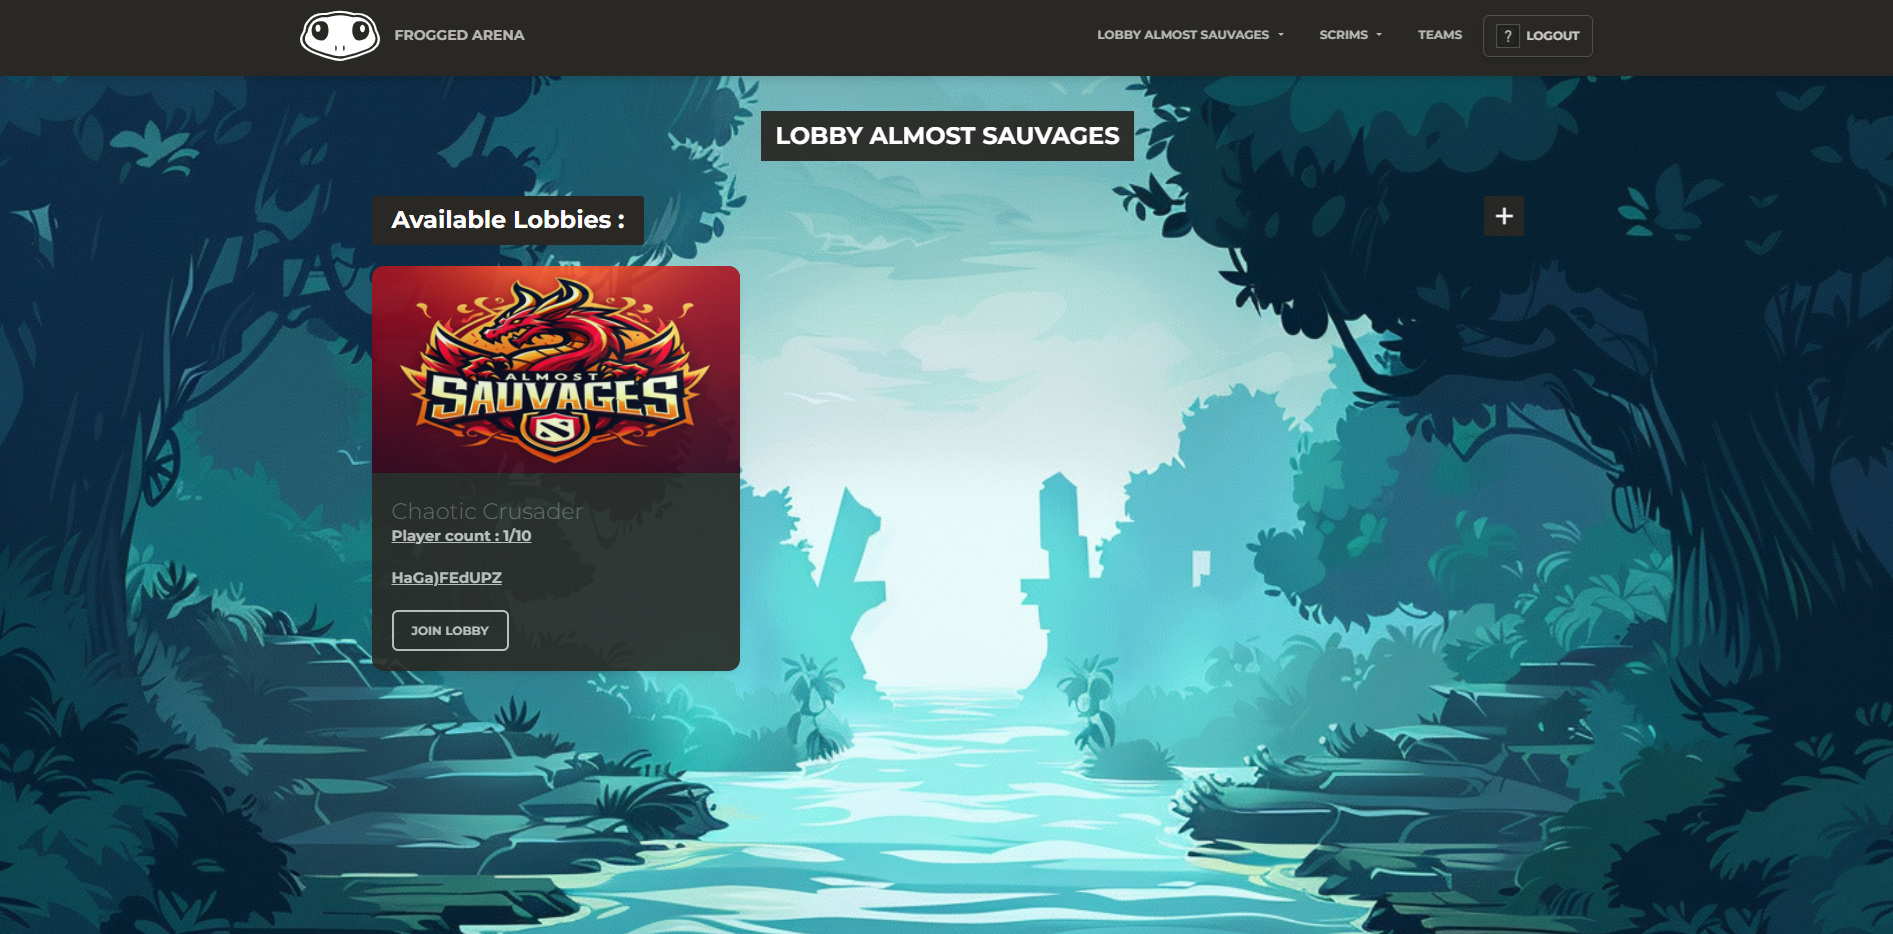 FROGGED ARENA
LOBBY ALMOST SAUVAGES
SCRIMS
TEAMS
? LOGOUT
LOBBY ALMOST SAUVAGES
Available Lobbies :
+
ALMOST
SAUVAGES
Chaotic Crusader
Player count : 1/10
HaGa)FEdUPZ
JOIN LOBBY